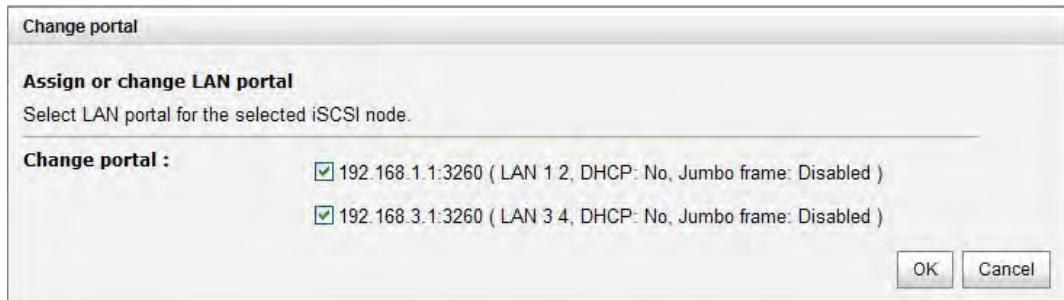 Change portal
Assign or change LAN portal
Select LAN portal for the selected iSCSI node.
Change portal :
192.168.1.1:3260 ( LAN 1 2, DHCP: No, Jumbo frame: Disabled )
192.168.3.1:3260 ( LAN 3 4, DHCP: No, Jumbo frame: Disabled )
OK
Cancel